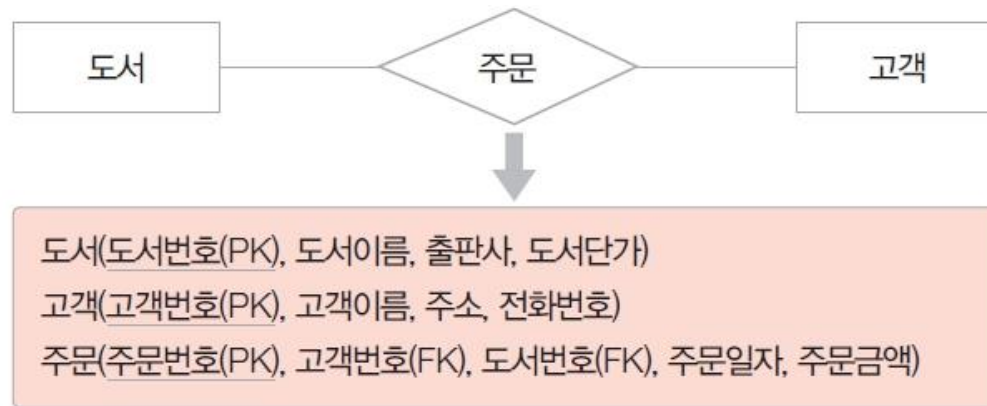 도서 주문 고객
도서(도서번호(PK), 도서이름, 출판사, 도서단가)
고객(고객번호(PK), 고객이름, 주소, 전화번호)
주문(주문번호(PK), 고객번호(FK), 도서번호(FK), 주문일자, 주문금액)